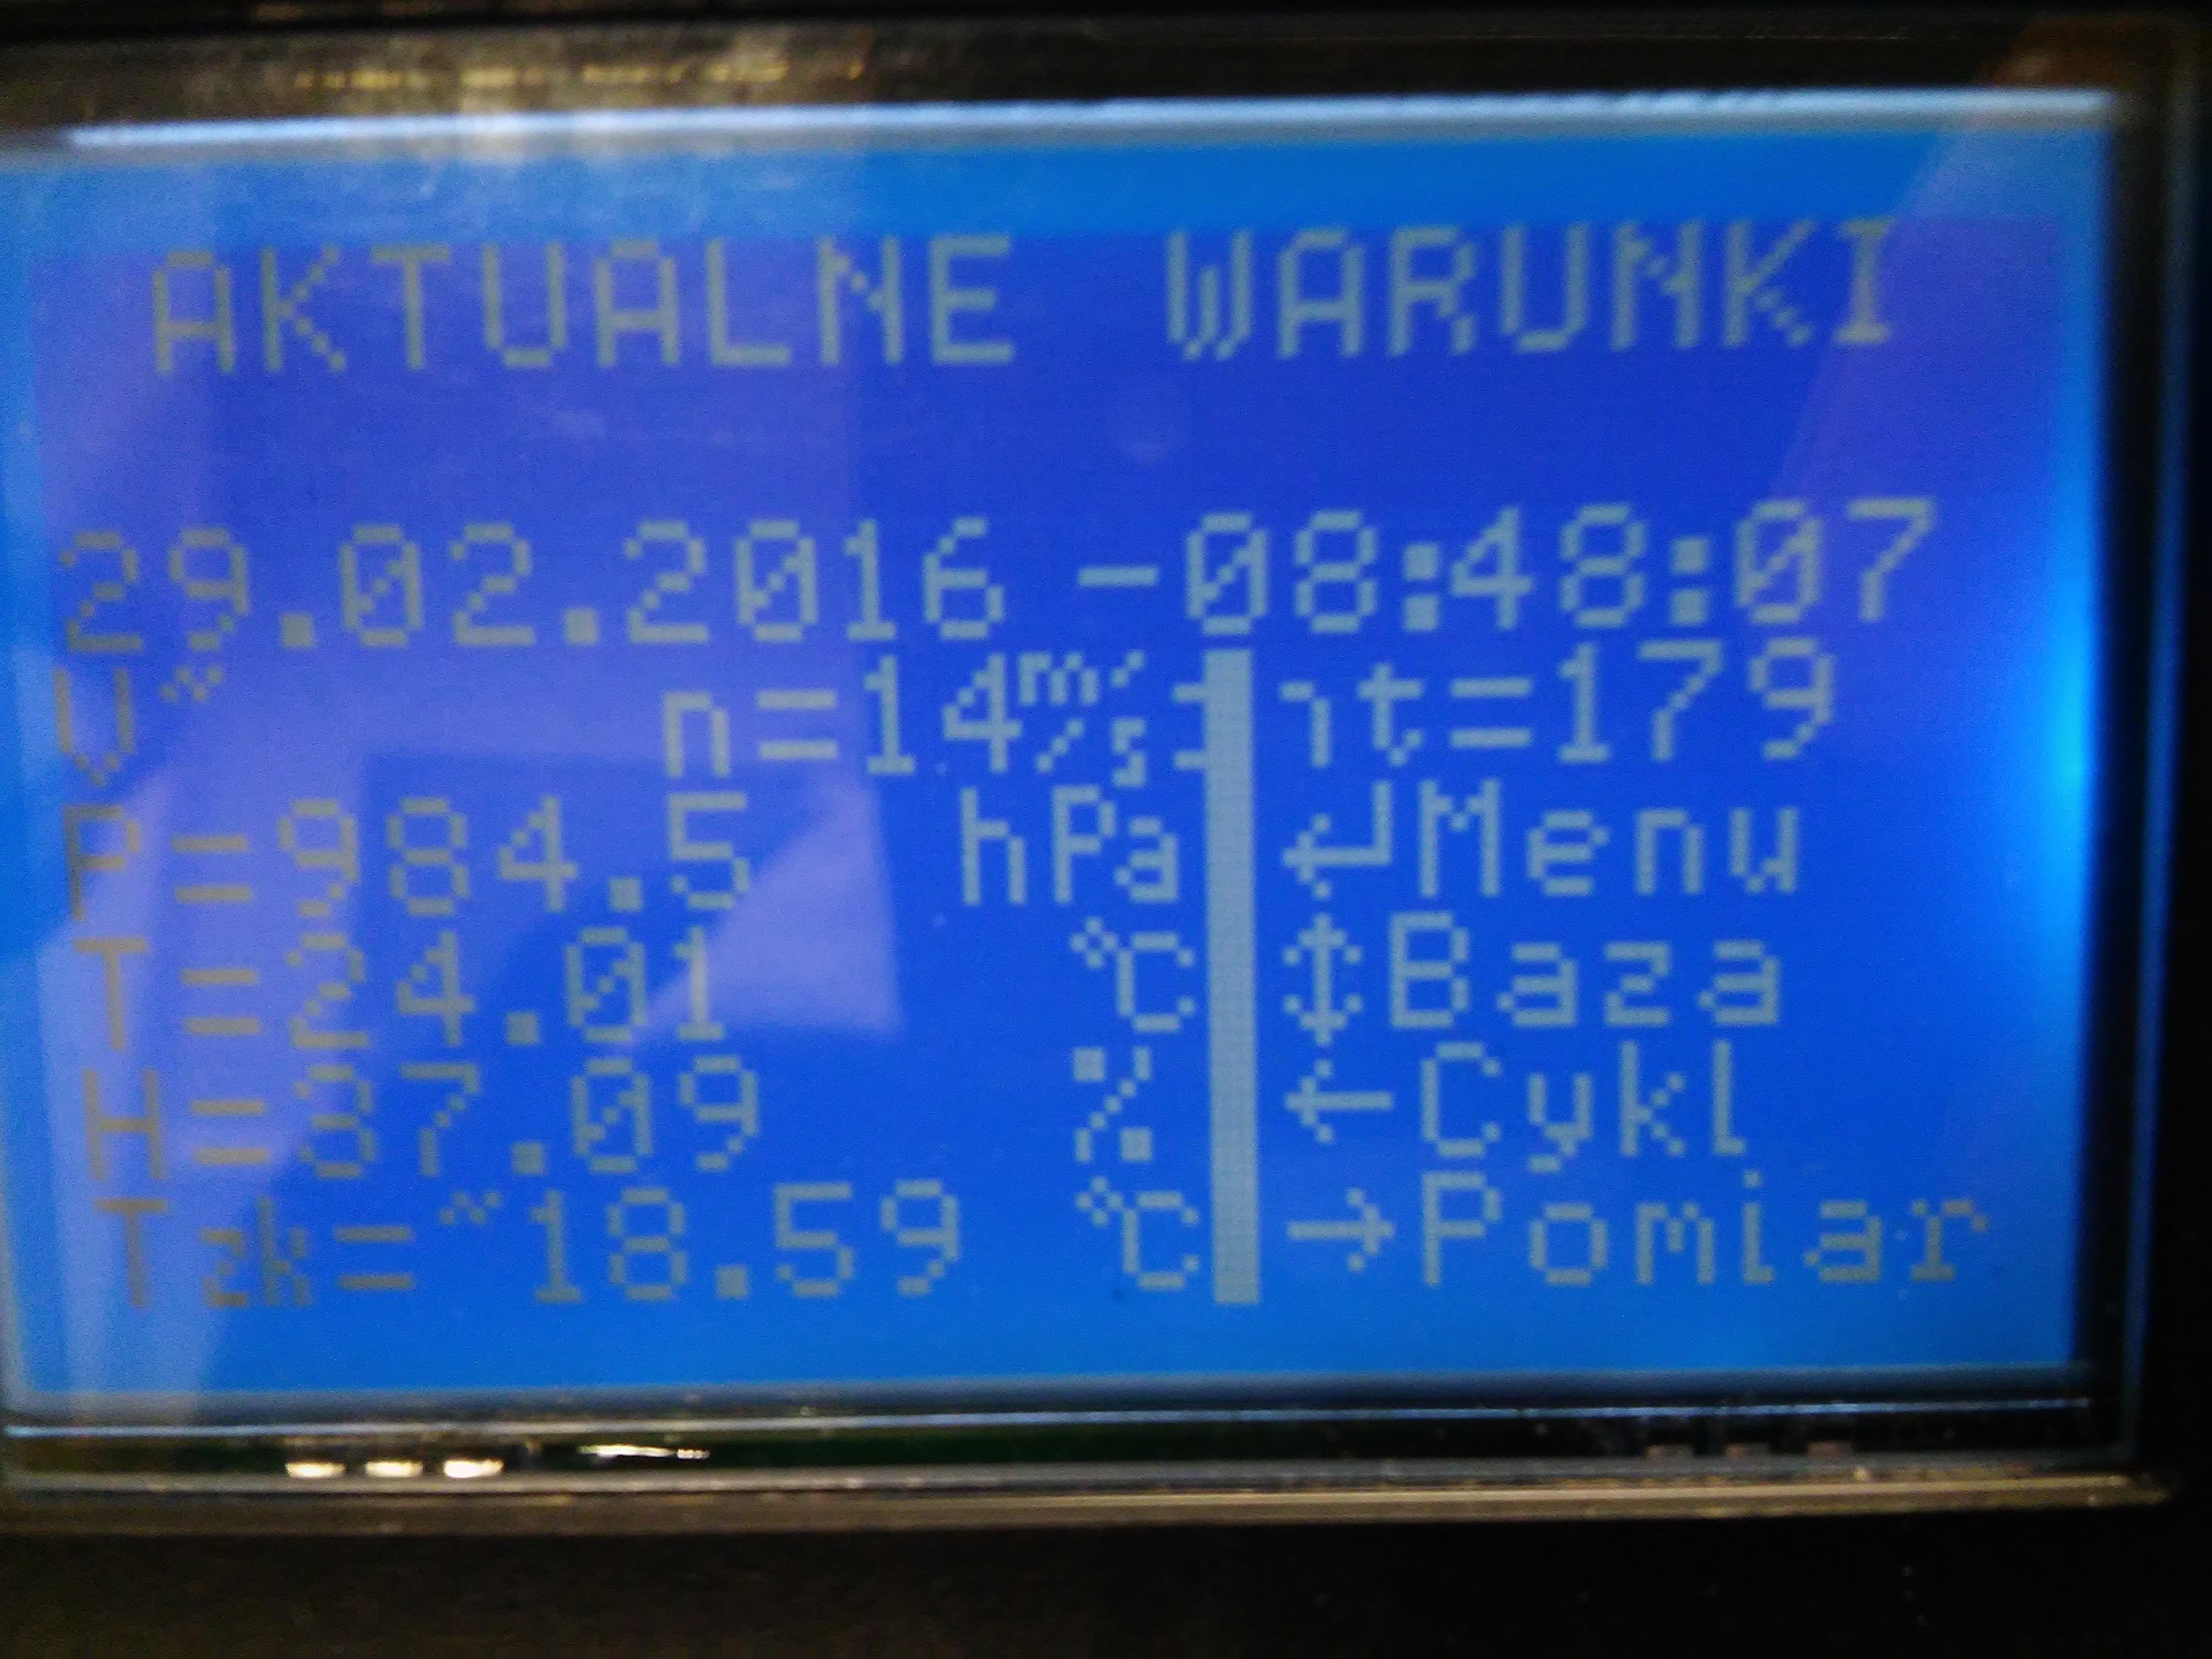 AKTUALNE WARUNKI
29.02.2016 -08:48:07
V n=14m/s t=179
P=984.5 hPa ↵Menu
T=24.01 °C ↕Baza
H=37.09 % ←Cykl
Tzk=~18.59 °C →Pomiar